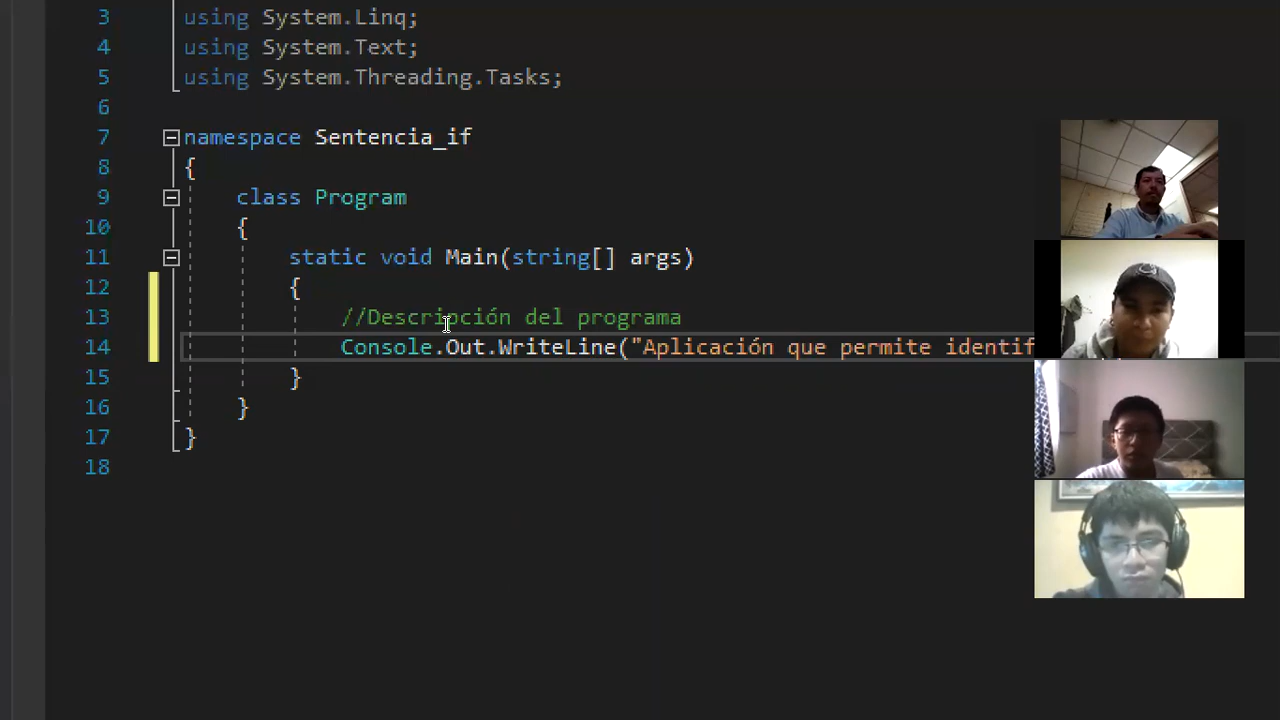 3 using System.Linq;
4 using System.Text;
5 using System.Threading.Tasks;
6
7 namespace Sentencia_if
8 {
9 class Program
10 {
11 static void Main(string[] args)
12 {
13 //Descripción del programa
14 Console.Out.WriteLine("Aplicación que permite identif
15 }
16 }
17 }
18